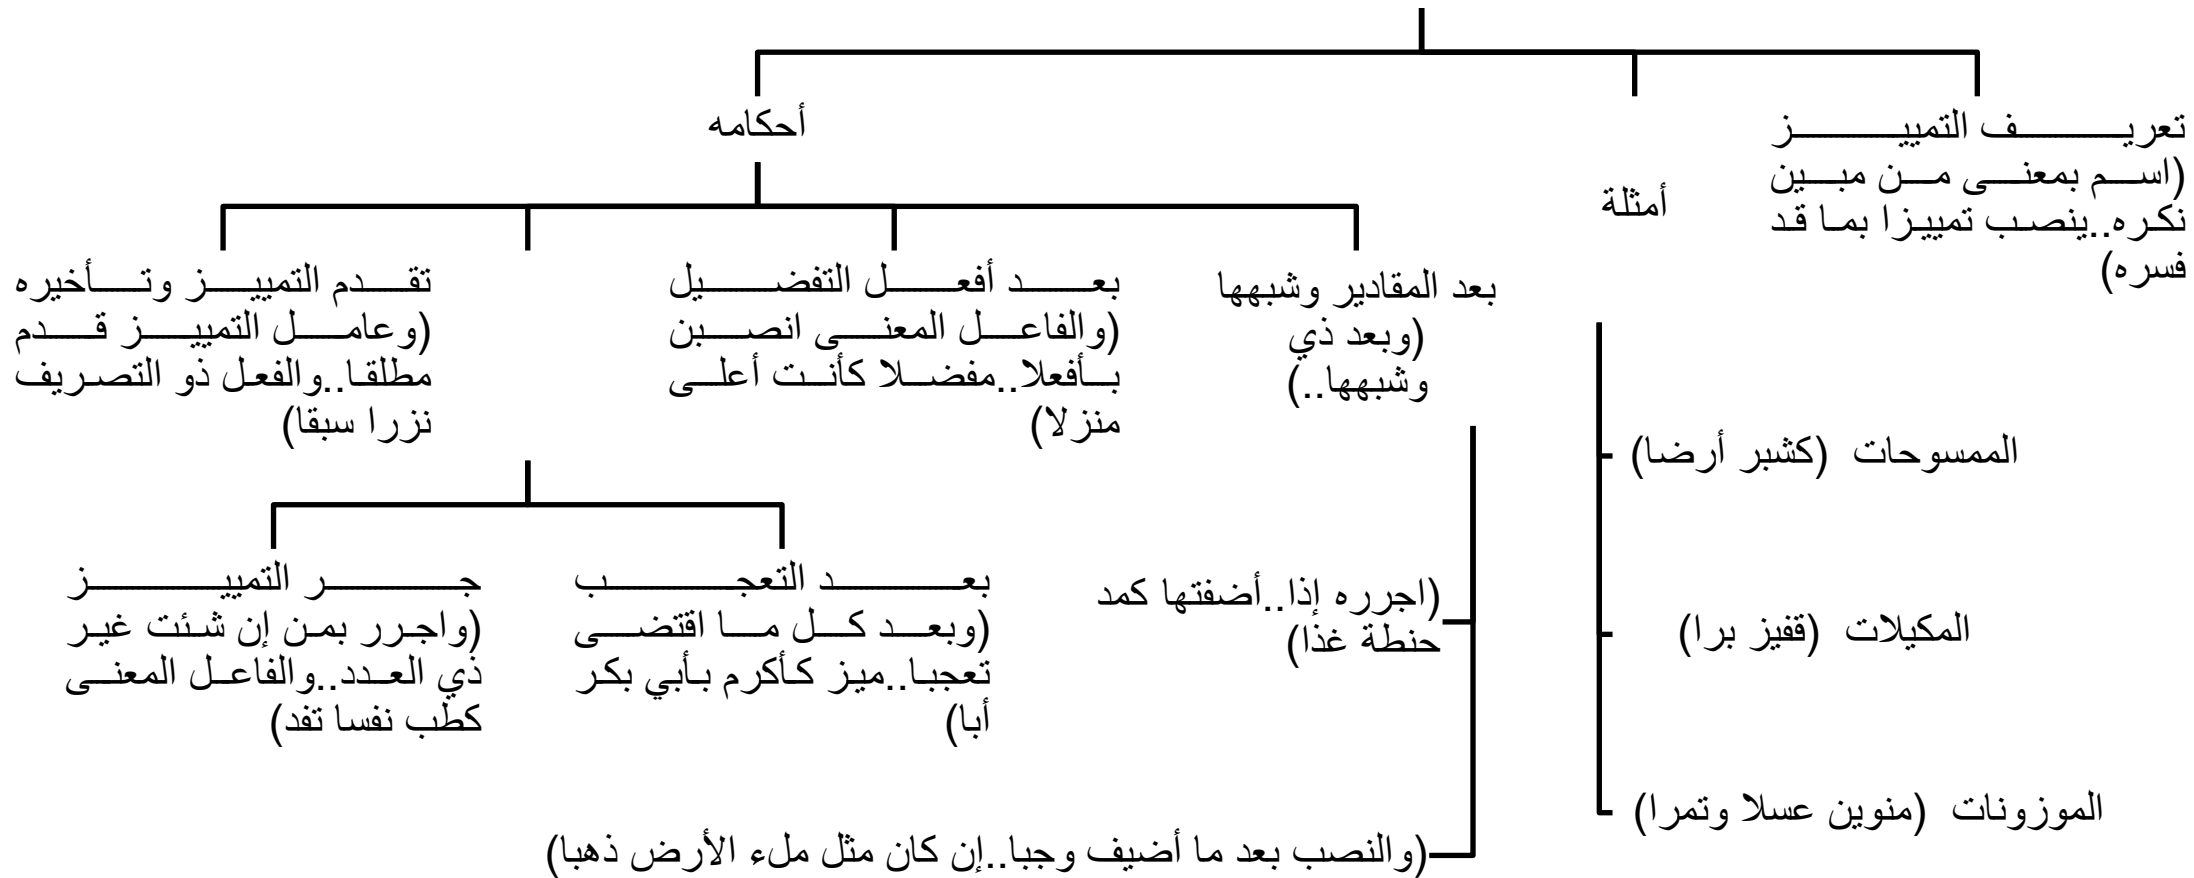 تعريف التمييز
(اسم بمعنى من مبين
نكره..ينصب تمييزا بما قد
فسره)
أمثلة
الممسوحات (كشبر أرضا)
المكيلات (قفيز برا)
الموزونات (منوين عسلا وتمرا)
أحكامه
بعد المقادير وشبهها
(وبعد ذي
وشبهها..)
(اجرره إذا..أضفتها كمد
حنطة غذا)
(والنصب بعد ما أضيف وجبا..إن كان مثل ملء الأرض ذهبا)
بعد أفعل التفضيل
(والفاعل المعنى انصبن
بأفعلا..مفضلا كأنت أعلى
منزلا)
بعد التعجب
(وبعد كل ما اقتضى
تعجبا..ميز كأكرم بأبي بكر
أبا)
جر التمييز
(واجرر بمن إن شئت غير
ذي العدد..والفاعل المعنى
كطب نفسا تفد)
تقدم التمييز وتأخيره
(وعامل التمييز قدم
مطلقا..والفعل ذو التصريف
نزرا سبقا)